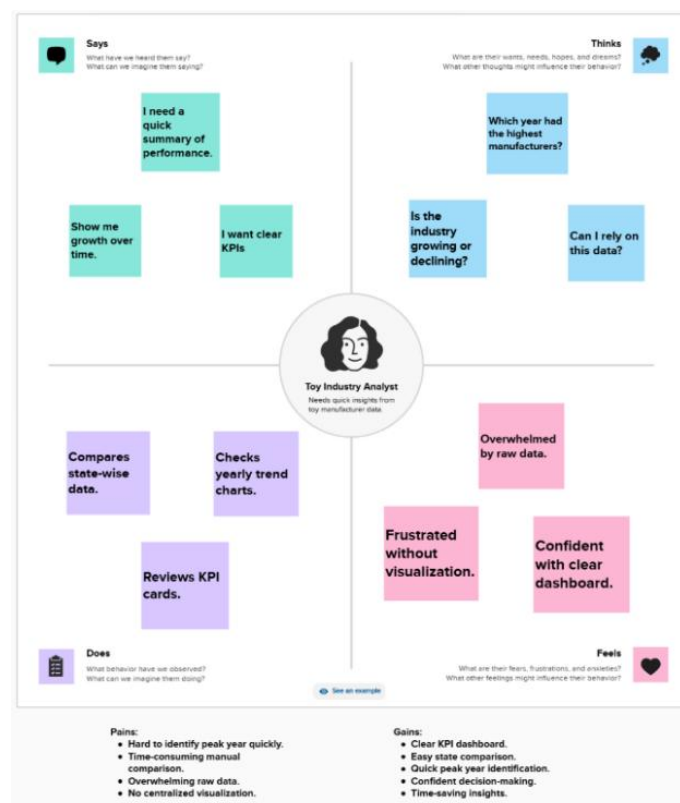 Says
What have we heard them say?
What can we imagine them saying?
Thinks
What are their wants, needs, hopes, and dreams?
What other thoughts might influence their behavior?
I need a
quick
summary of
performance.
Show me
growth over
time.
I want clear
KPIs
Which year had
the highest
manufacturers?
Is the
industry
growing or
declining?
Can I rely on
this data?
Toy Industry Analyst
Needs quick insights from
toy manufacturer data.
Compares
state-wise
data.
Checks
yearly trend
charts.
Reviews KPI
cards.
Overwhelmed
by raw data.
Frustrated
without
visualization.
Confident
with clear
dashboard.
Does
What behavior have we observed?
What can we imagine them doing?
See an example
Feels
What are their fears, frustrations, and anxieties?
What other feelings might influence their behavior?
Pains:
• Hard to identify peak year quickly.
• Time-consuming manual
comparison.
• Overwhelming raw data.
• No centralized visualization.
Gains:
• Clear KPI dashboard.
• Easy state comparison.
• Quick peak year identification.
• Confident decision-making.
• Time-saving insights.